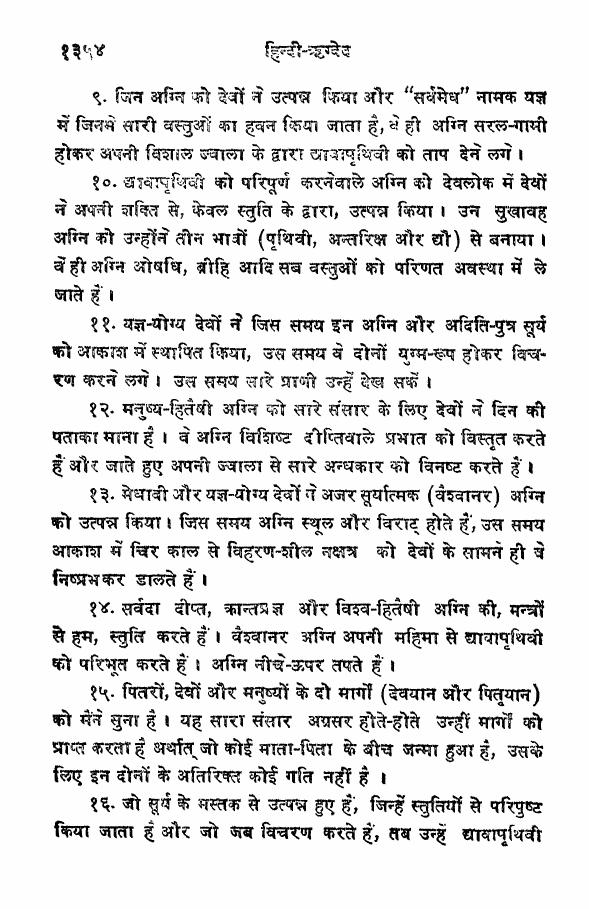 १३५४ हिन्दी-ऋग्वेद
९. जिन अग्नि को देवों ने उत्पन्न किया और “सर्वमेध” नामक यज्ञ
में जिनमे सारी वस्तुओं का हवन किया जाता है, वे ही अग्नि सरल-गामी
होकर अपनी विशाल ज्वाला के द्वारा द्यावापृथिवी को ताप देने लगे।
१०. द्यावापृथिवी को परिपूर्ण करनेवाले अग्नि को देवलोक में देवों
ने अपनी शक्ति से, केवल स्तुति के द्वारा, उत्पन्न किया। उन सुखावह
अग्नि को उन्होंने तीन भावों (पृथिवी, अन्तरिक्ष और द्यौ) से बनाया।
वे ही अग्नि ओषधि, व्रीहि आदि सब वस्तुओं को परिणत अवस्था में ले
जाते हैं।
११. यज्ञ-योग्य देवों ने जिस समय इन अग्नि और अदिति-पुत्र सूर्य
को आकाश में स्थापित किया, उस समय वे दोनों युग्म-रूप होकर विच-
रण करने लगे। उस समय सारे प्राणी उन्हें देख सकें।
१२. मनुष्य-हितैषी अग्नि को सारे संसार के लिए देवों ने दिन की
पताका माना है। वे अग्नि विशिष्ट दीप्तिवाले प्रभात को विस्तृत करते
हैं और जाते हुए अपनी ज्वाला से सारे अन्धकार को विनष्ट करते हैं।
१३. मेधावी और यज्ञ-योग्य देवों ने अजर सूर्यात्मक (वैश्वानर) अग्नि
को उत्पन्न किया। जिस समय अग्नि स्थूल और विराट् होते हैं, उस समय
आकाश में चिर काल से विहरण-शील नक्षत्र को देवों के सामने ही वे
निष्प्रभ कर डालते हैं।
१४. सर्वदा दीप्त, क्रान्तप्रज्ञ और विश्व-हितैषी अग्नि की, मन्त्रों
से हम, स्तुति करते हैं। वैश्वानर अग्नि अपनी महिमा से द्यावापृथिवी
को परिभूत करते हैं। अग्नि नीचे-ऊपर तपते हैं।
१५. पितरों, देवों और मनुष्यों के दो मार्गों (देवयान और पितृयान)
को मैंने सुना है। यह सारा संसार अग्रसर होते-होते उन्हीं मार्गों को
प्राप्त करता है अर्थात् जो कोई माता-पिता के बीच जन्मा हुआ है, उसके
लिए इन दोनों के अतिरिक्त कोई गति नहीं है।
१६. जो सूर्य के मस्तक से उत्पन्न हुए हैं, जिन्हें स्तुतियों से परिपुष्ट
किया जाता है और जो जब विचरण करते हैं, तब उन्हें द्यावापृथिवी